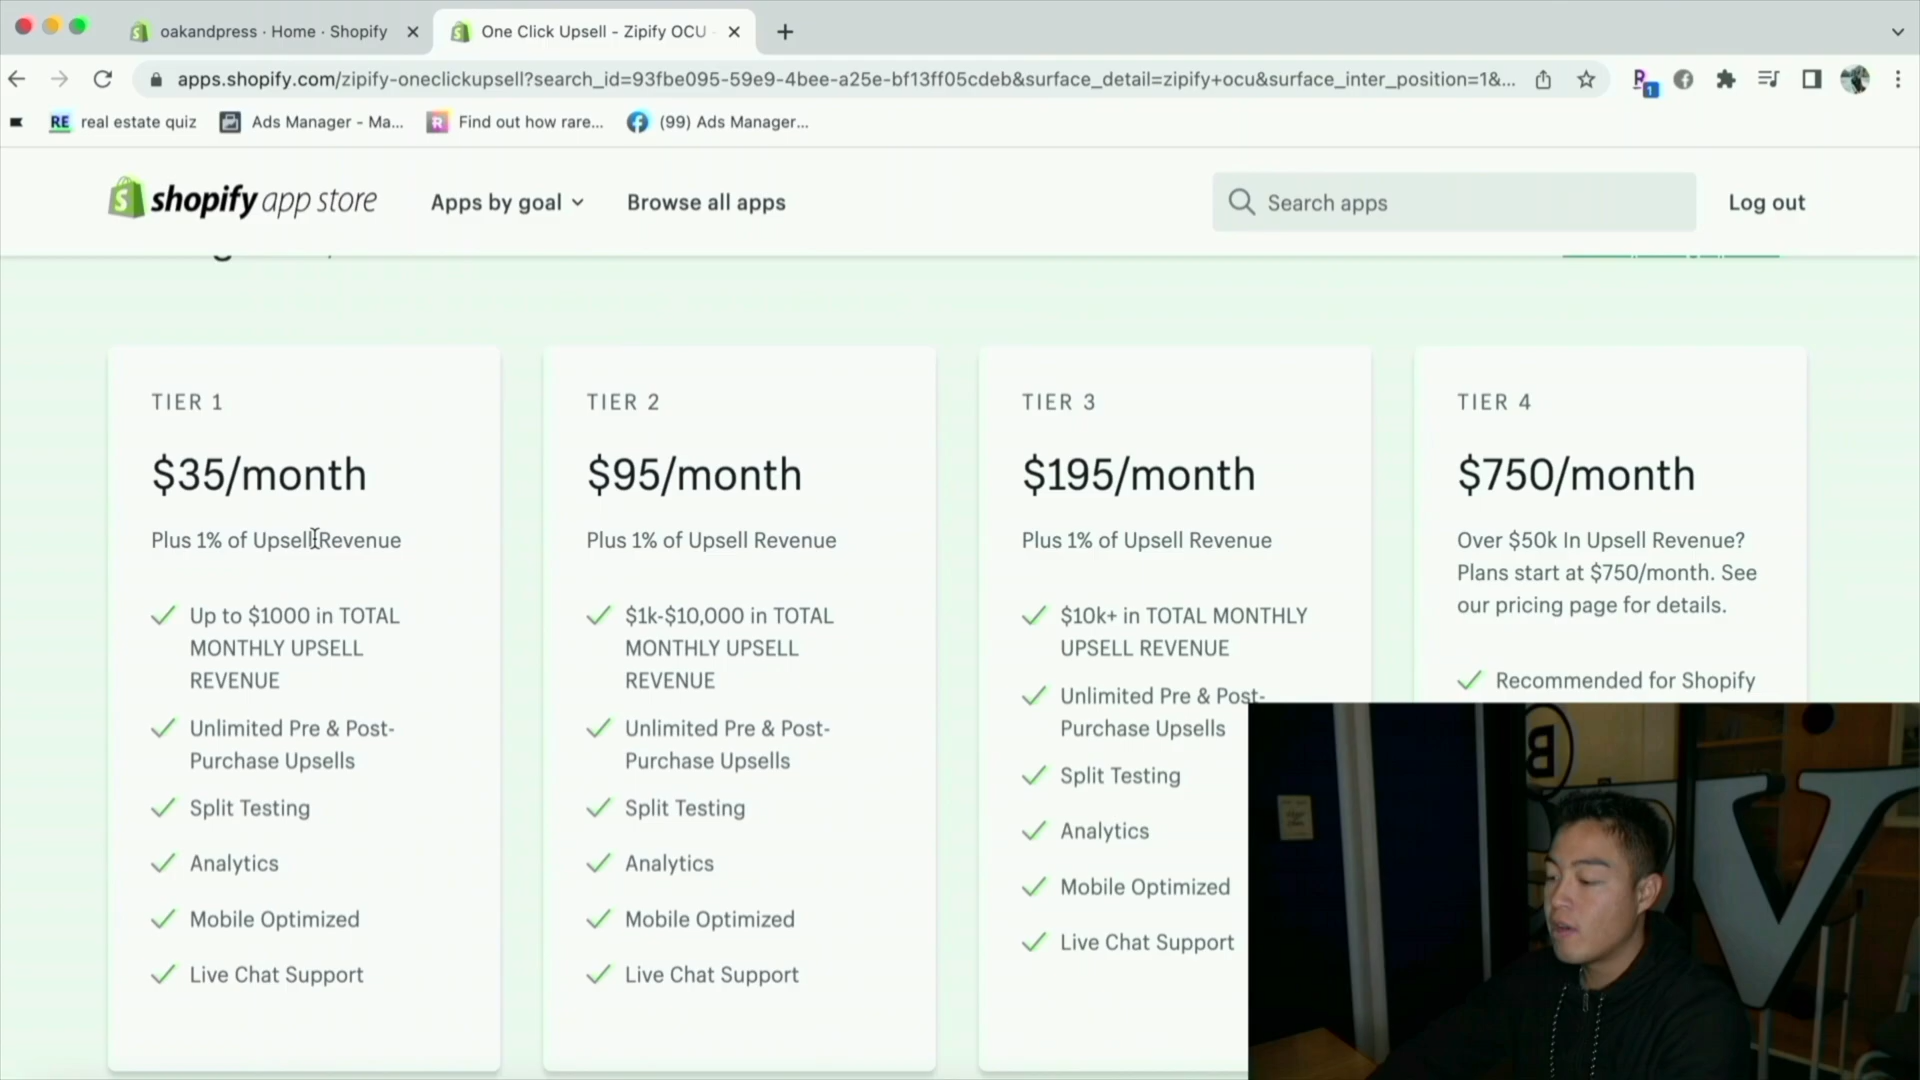 oakandpress · Home · Shopify
One Click Upsell - Zipify OCU -
apps.shopify.com/zipify-oneclickupsell?search_id=93fbe095-59e9-4bee-a25e-bf13ff05cdeb&surface_detail=zipify+ocu&surface_inter_position=1&...
1
RE real estate quiz
Ads Manager - Ma...
R Find out how rare...
(99) Ads Manager...
shopify app store
Apps by goal
Browse all apps
Search apps
Log out
TIER 1
$35/month
Plus 1% of Upsell Revenue
Up to $1000 in TOTAL
MONTHLY UPSELL
REVENUE
Unlimited Pre & Post-
Purchase Upsells
Split Testing
Analytics
Mobile Optimized
Live Chat Support
TIER 2
$95/month
Plus 1% of Upsell Revenue
$1k-$10,000 in TOTAL
MONTHLY UPSELL
REVENUE
Unlimited Pre & Post-
Purchase Upsells
Split Testing
Analytics
Mobile Optimized
Live Chat Support
TIER 3
$195/month
Plus 1% of Upsell Revenue
$10k+ in TOTAL MONTHLY
UPSELL REVENUE
Unlimited Pre & Post-
Purchase Upsells
Split Testing
Analytics
Mobile Optimized
Live Chat Support
TIER 4
$750/month
Over $50k In Upsell Revenue?
Plans start at $750/month. See
our pricing page for details.
Recommended for Shopify
B
V